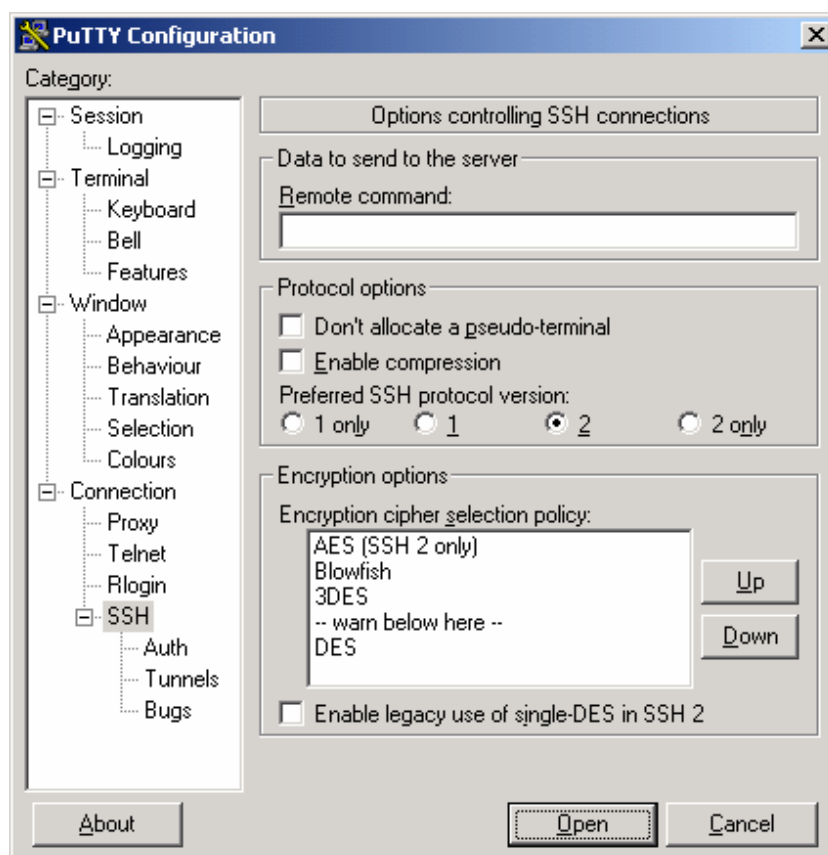 PuTTY Configuration
Category:
Session
Logging
Terminal
Keyboard
Bell
Features
Window
Appearance
Behaviour
Translation
Selection
Colours
Connection
Proxy
Telnet
Rlogin
SSH
Auth
Tunnels
Bugs
Options controlling SSH connections
Data to send to the server
Remote command:
Protocol options
Don't allocate a pseudo-terminal
Enable compression
Preferred SSH protocol version:
1 only 1 2 2 only
Encryption options
Encryption cipher selection policy:
AES (SSH 2 only)
Blowfish
3DES
-- warn below here --
DES
Up
Down
Enable legacy use of single-DES in SSH 2
About
Open
Cancel